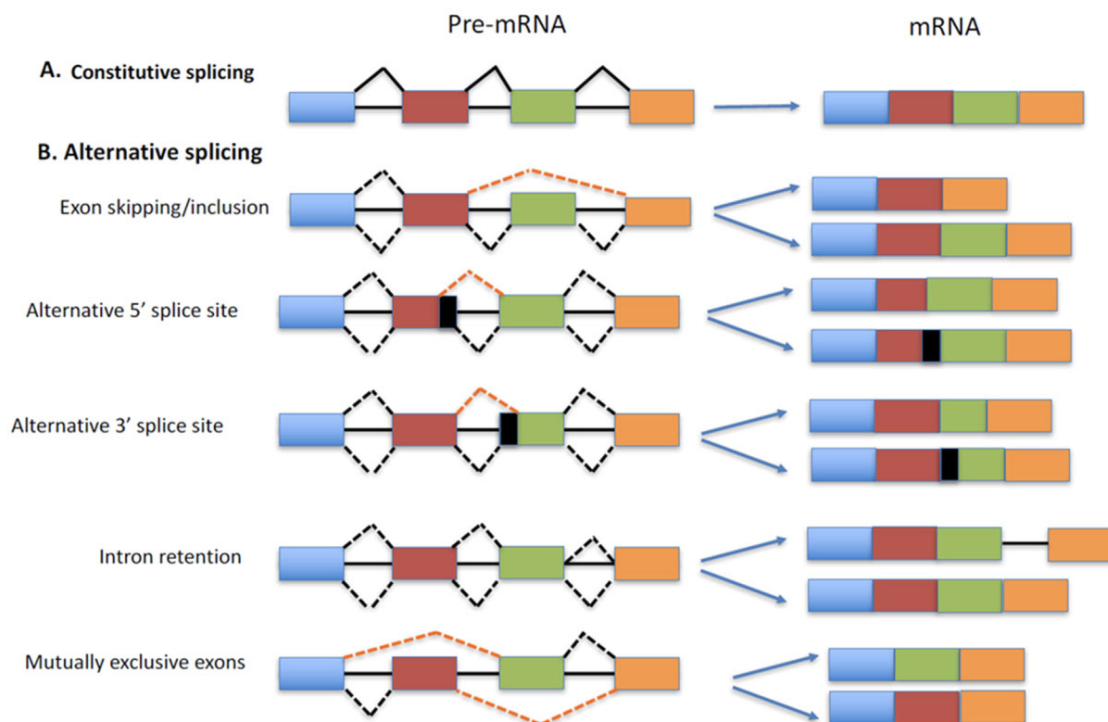 Pre-mRNA
mRNA
A. Constitutive splicing
B. Alternative splicing
Exon skipping/inclusion
Alternative 5’ splice site
Alternative 3’ splice site
Intron retention
Mutually exclusive exons